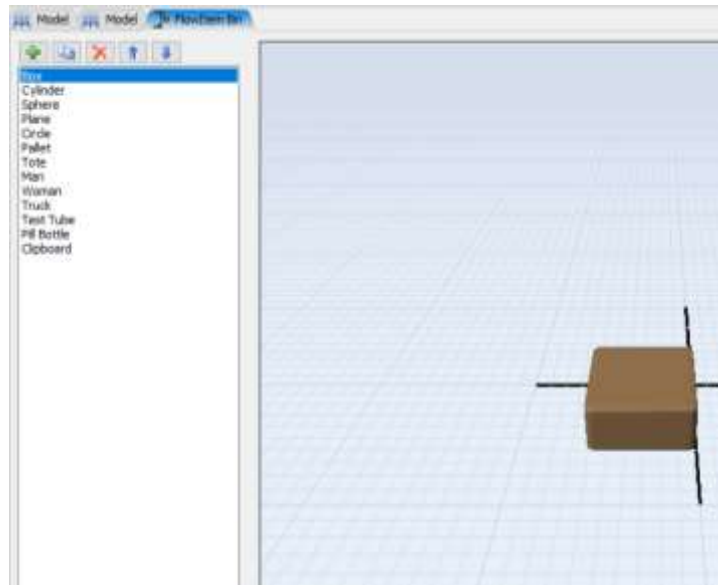 Model Model FlowItem Bin
Box
Cylinder
Sphere
Plane
Circle
Pallet
Tote
Man
Woman
Truck
Test Tube
Pill Bottle
Clipboard